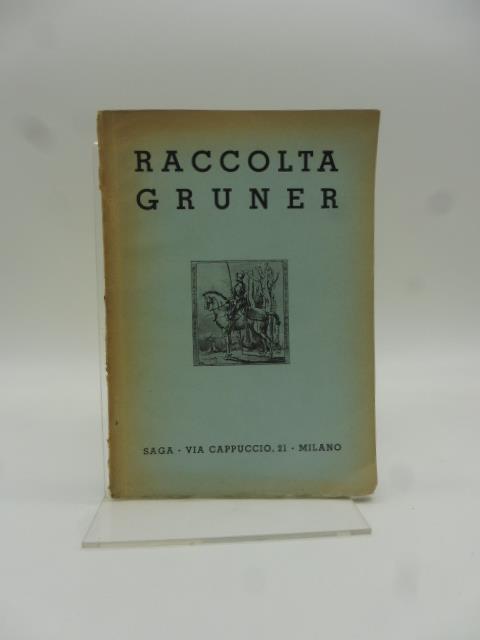 RACCOLTA
GRUNER
SAGA - VIA CAPPUCCIO, 21 - MILANO